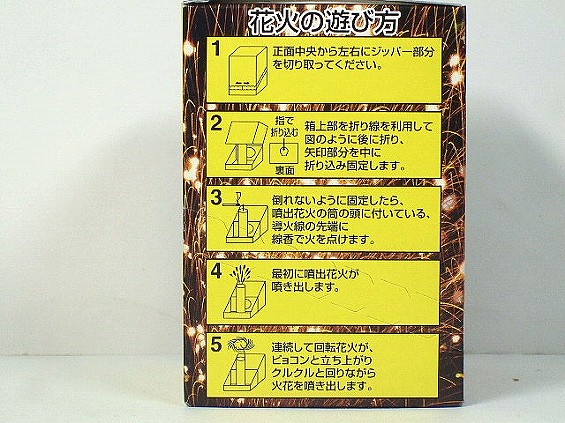 花火の遊び方
1
正面中央から左右にジッパー部分
を切り取ってください。
2
指で
折り込む
裏面
箱上部を折り線を利用して
図のように後に折り、
矢印部分を中に
折り込み固定します。
3
倒れないように固定したら、
噴出花火の筒の頭に付いている、
導火線の先端に
線香で火を点けます。
4
最初に噴出花火が
噴き出します。
5
連続して回転花火が、
ピョコンと立ち上がり
クルクルと回りながら
火花を噴き出します。